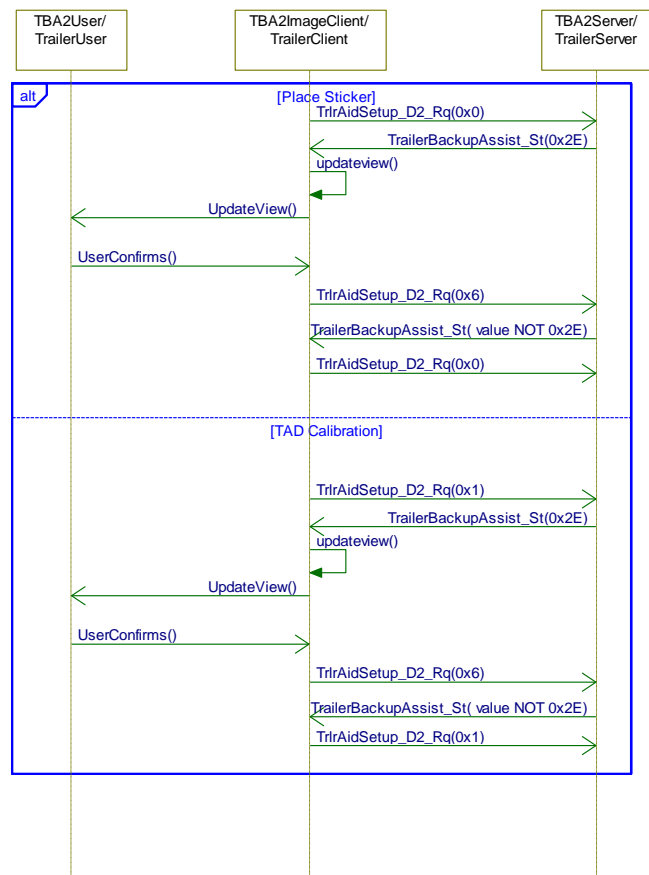 TBA2User/
TrailerUser
TBA2ImageClient/
TrailerClient
TBA2Server/
TrailerServer
alt
[Place Sticker]
TrlrAidSetup_D2_Rq(0x0)
TrailerBackupAssist_St(0x2E)
updateview()
UpdateView()
UserConfirms()
TrlrAidSetup_D2_Rq(0x6)
TrailerBackupAssist_St( value NOT 0x2E)
TrlrAidSetup_D2_Rq(0x0)
[TAD Calibration]
TrlrAidSetup_D2_Rq(0x1)
TrailerBackupAssist_St(0x2E)
updateview()
UpdateView()
UserConfirms()
TrlrAidSetup_D2_Rq(0x6)
TrailerBackupAssist_St( value NOT 0x2E)
TrlrAidSetup_D2_Rq(0x1)